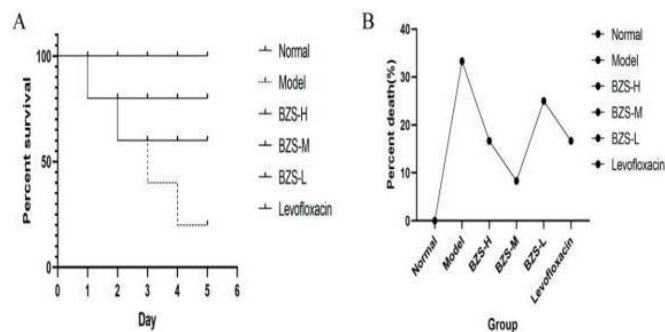 A
Percent survival
100
50
0
0 1 2 3 4 5 6
Day
Normal
Model
BZS-H
BZS-M
BZS-L
Levofloxacin
B
Percent death(%)
40
30
20
10
0
Normal
Model
BZS-H
BZS-M
BZS-L
Levofloxacin
Group
Normal
Model
BZS-H
BZS-M
BZS-L
Levofloxacin